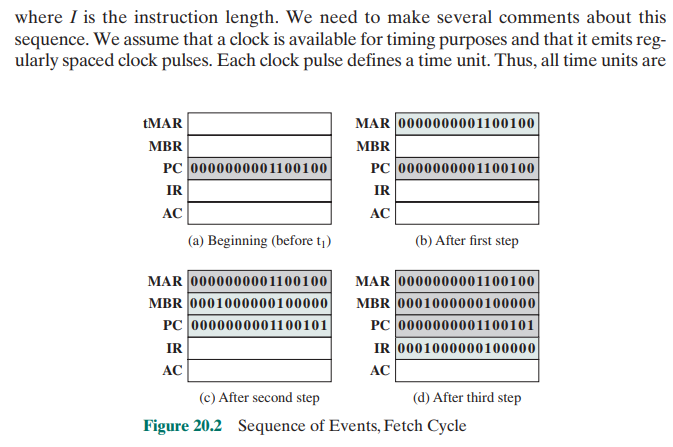 where I is the instruction length. We need to make several comments about this
sequence. We assume that a clock is available for timing purposes and that it emits reg-
ularly spaced clock pulses. Each clock pulse defines a time unit. Thus, all time units are
tMAR
MBR
PC 0000000001100100
IR
AC
(a) Beginning (before t₁)
MAR 0000000001100100
MBR
PC 0000000001100100
IR
AC
(b) After first step
MAR 0000000001100100
MBR 0001000000100000
PC 0000000001100101
IR
AC
(c) After second step
MAR 0000000001100100
MBR 0001000000100000
PC 0000000001100101
IR 0001000000100000
AC
(d) After third step
Figure 20.2 Sequence of Events, Fetch Cycle